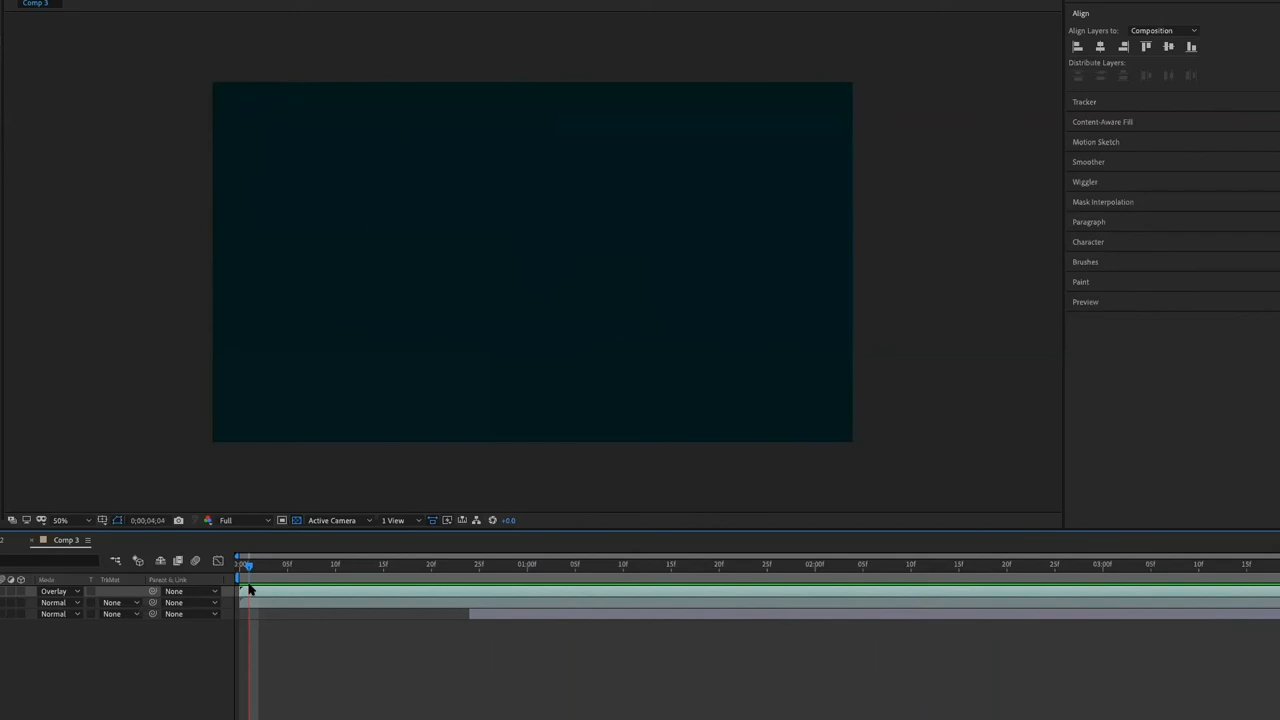 Comp 3
Align
Align Layers to: Composition
Distribute Layers:
Tracker
Content-Aware Fill
Motion Sketch
Smoother
Wiggler
Mask Interpolation
Paragraph
Character
Brushes
Paint
Preview
50% 0;00;04;04 Full Active Camera 1 View +0.0
2 × Comp 3
05f 10f 15f 20f 25f 01:00f 05f 10f 15f 20f 25f 02:00f 05f 10f 15f 20f 25f 03:00f 05f 10f 15f
Mode T TrkMat Parent & Link
Overlay None
Normal None None
Normal None None